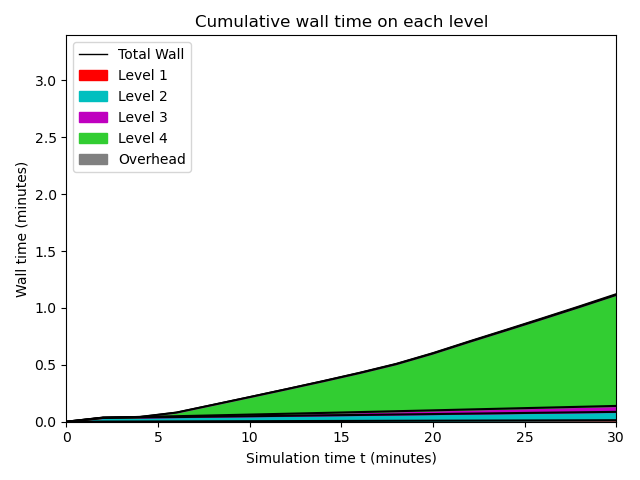 Cumulative wall time on each level
Total Wall
Level 1
Level 2
Level 3
Level 4
Overhead
Wall time (minutes)
3.0
2.5
2.0
1.5
1.0
0.5
0.0
0 5 10 15 20 25 30
Simulation time t (minutes)